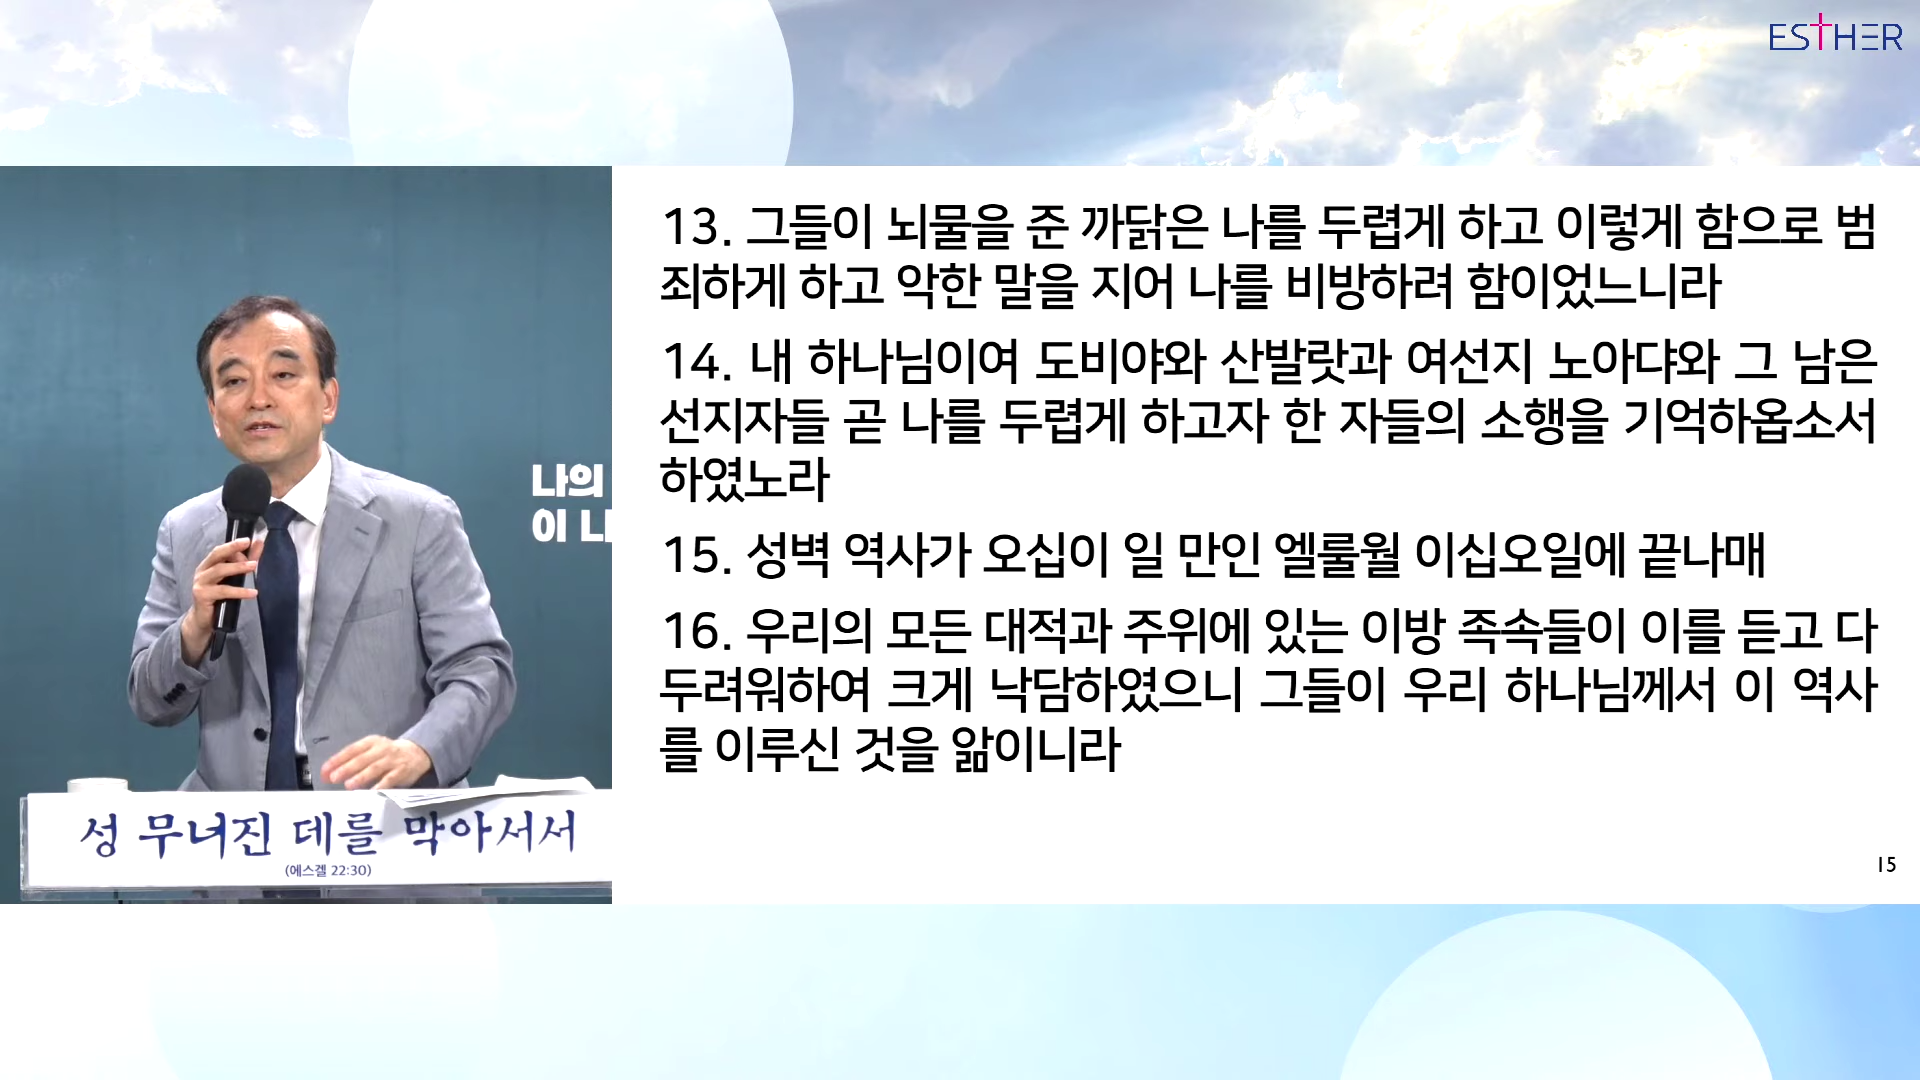 ESTHER
13. 그들이 뇌물을 준 까닭은 나를 두렵게 하고 이렇게 함으로 범
죄하게 하고 악한 말을 지어 나를 비방하려 함이었느니라
14. 내 하나님이여 도비야와 산발랏과 여선지 노아댜와 그 남은
선지자들 곧 나를 두렵게 하고자 한 자들의 소행을 기억하옵소서
하였노라
15. 성벽 역사가 오십이 일 만인 엘룰월 이십오일에 끝나매
16. 우리의 모든 대적과 주위에 있는 이방 족속들이 이를 듣고 다
두려워하여 크게 낙담하였으니 그들이 우리 하나님께서 이 역사
를 이루신 것을 앎이니라
15
나의
이 나
성 무너진 데를 막아서서
(에스겔 22:30)